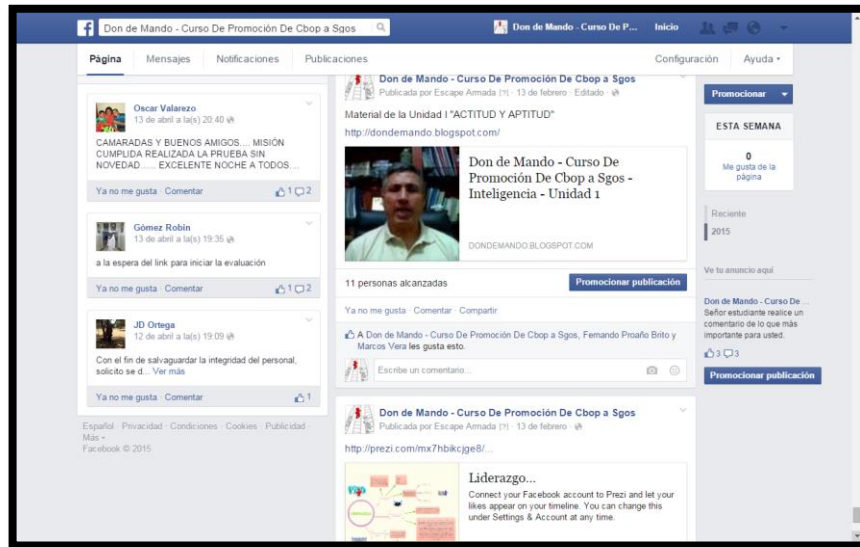 Don de Mando - Curso De Promoción De Cbop a Sgos
Don de Mando - Curso De P...
Inicio
Página
Mensajes
Notificaciones
Publicaciones
Configuración
Ayuda
Oscar Valarezo
13 de abril a la(s) 20:40
CAMARADAS Y BUENOS AMIGOS.... MISIÓN
CUMPLIDA REALIZADA LA PRUEBA SIN
NOVEDAD...... EXCELENTE NOCHE A TODOS....
Ya no me gusta · Comentar
1 2
Gómez Robin
13 de abril a la(s) 19:35
a la espera del link para iniciar la evaluación
Ya no me gusta · Comentar
1 2
JD Ortega
12 de abril a la(s) 19:09
Con el fin de salvaguardar la integridad del personal,
solicito se d... Ver más
Ya no me gusta · Comentar
1
Español · Privacidad · Condiciones · Cookies · Publicidad ·
Más
Facebook © 2015
Don de Mando - Curso De Promoción De Cbop a Sgos
Publicada por Escape Armada [?] · 13 de febrero · Editado ·
Material de la Unidad I "ACTITUD Y APTITUD"
http://dondemando.blogspot.com/
Don de Mando - Curso De
Promoción De Cbop a Sgos -
Inteligencia - Unidad 1
DONDEMANDO.BLOGSPOT.COM
11 personas alcanzadas
Promocionar publicación
Ya no me gusta · Comentar · Compartir
A Don de Mando - Curso De Promoción De Cbop a Sgos, Fernando Proaño Brito y
Marcos Vera les gusta esto.
Escribe un comentario...
Don de Mando - Curso De Promoción De Cbop a Sgos
Publicada por Escape Armada [?] · 13 de febrero ·
http://prezi.com/mx7hbikcjge8/...
Liderazgo...
Connect your Facebook account to Prezi and let your
likes appear on your timeline. You can change this
under Settings & Account at any time.
Promocionar
ESTA SEMANA
0
Me gusta de la
página
Reciente
2015
Ve tu anuncio aquí
Don de Mando - Curso De ...
Señor estudiante realice un
comentario de lo que más
importante para usted.
3 3
Promocionar publicación